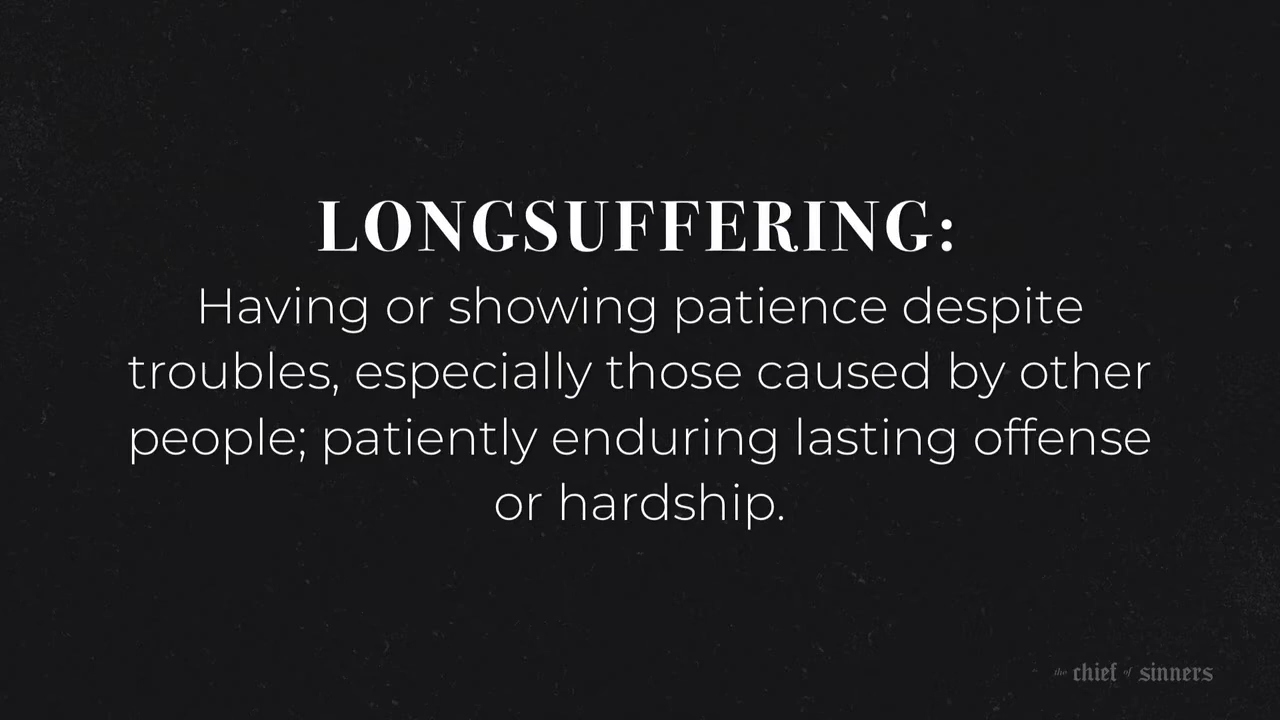 LONGSUFFERING:
Having or showing patience despite
troubles, especially those caused by other
people; patiently enduring lasting offense
or hardship.
the chief of sinners